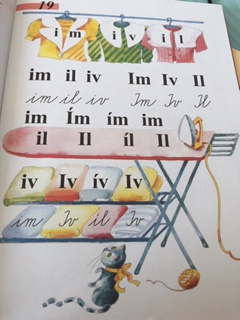 19
i m i v i l
im il iv Im Iv Il
im il iv Im Iv Il
im Ím ím im
il Il íl Il
iv Iv ív Iv
im Iv il Iv